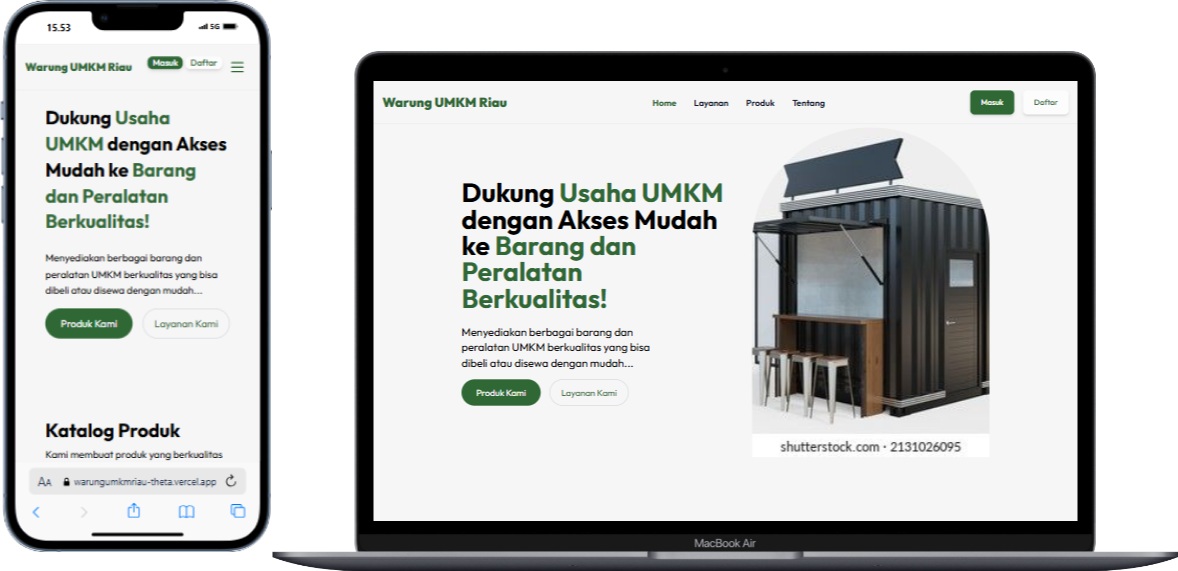 15.53
5G
Warung UMKM Riau
Masuk
Daftar
Dukung Usaha
UMKM dengan Akses
Mudah ke Barang
dan Peralatan
Berkualitas!
Menyediakan berbagai barang dan
peralatan UMKM berkualitas yang bisa
dibeli atau disewa dengan mudah...
Produk Kami
Layanan Kami
Katalog Produk
Kami membuat produk yang berkualitas
AA
warungumkmriau-theta.vercel.app
Warung UMKM Riau
Home
Layanan
Produk
Tentang
Masuk
Daftar
Dukung Usaha UMKM
dengan Akses Mudah
ke Barang dan
Peralatan
Berkualitas!
Menyediakan berbagai barang dan
peralatan UMKM berkualitas yang bisa
dibeli atau disewa dengan mudah...
Produk Kami
Layanan Kami
shutterstock.com · 2131026095
MacBook Air